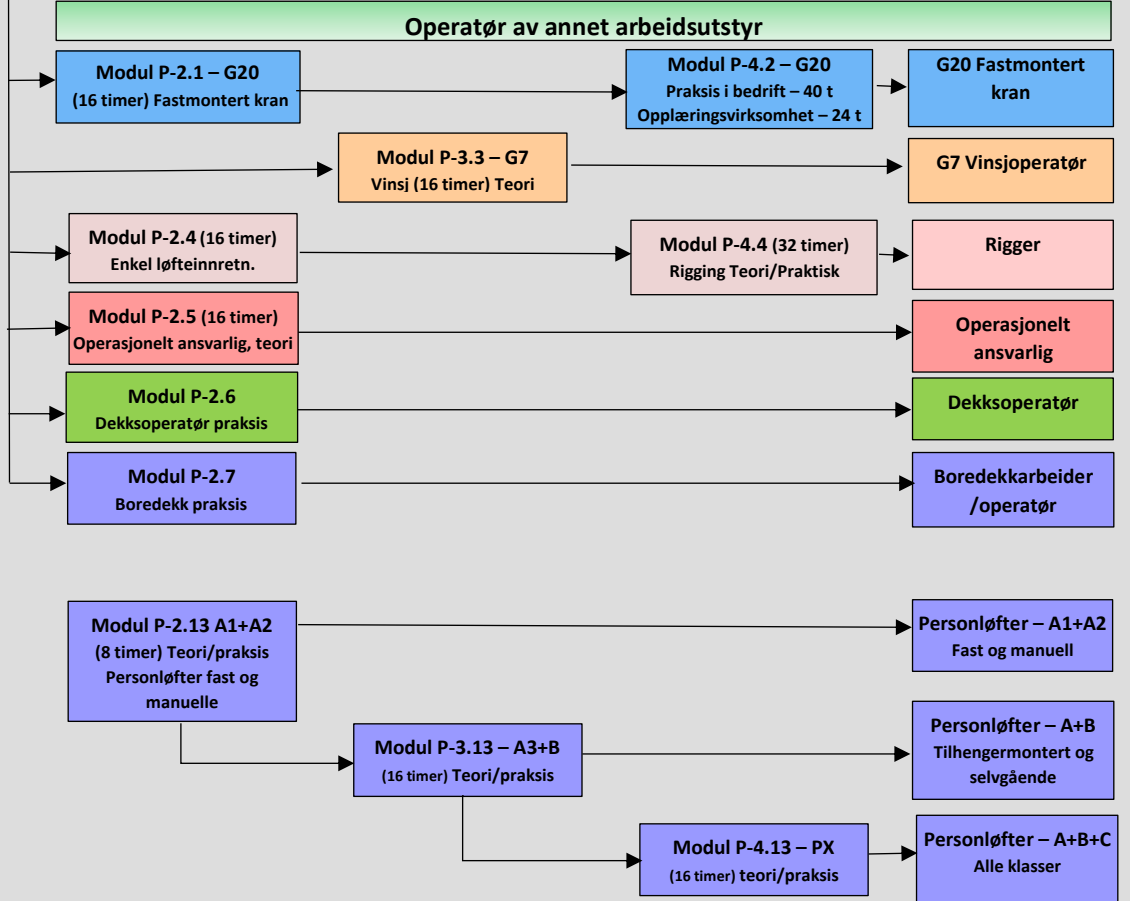 Operatør av annet arbeidsutstyr
Modul P-2.1 – G20
(16 timer) Fastmontert kran
Modul P-4.2 – G20
Praksis i bedrift – 40 t
Opplæringsvirksomhet – 24 t
G20 Fastmontert
kran
Modul P-3.3 – G7
Vinsj (16 timer) Teori
G7 Vinsjoperatør
Modul P-2.4 (16 timer)
Enkel løfteinnretn.
Modul P-4.4 (32 timer)
Rigging Teori/Praktisk
Rigger
Modul P-2.5 (16 timer)
Operasjonelt ansvarlig, teori
Operasjonelt
ansvarlig
Modul P-2.6
Dekksoperatør praksis
Dekksoperatør
Modul P-2.7
Boredekk praksis
Boredekkarbeider
/operatør
Modul P-2.13 A1+A2
(8 timer) Teori/praksis
Personløfter fast og
manuelle
Personløfter – A1+A2
Fast og manuell
Modul P-3.13 – A3+B
(16 timer) Teori/praksis
Personløfter – A+B
Tilhengermontert og
selvgående
Modul P-4.13 – PX
(16 timer) teori/praksis
Personløfter – A+B+C
Alle klasser